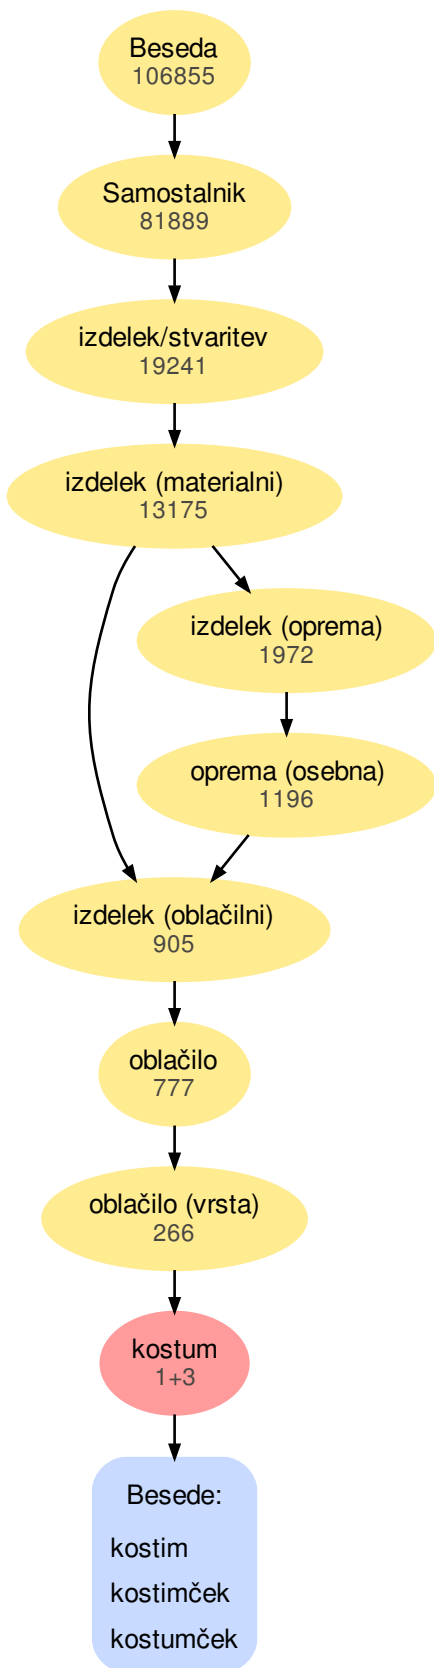 Beseda
106855
Samostalnik
81889
izdelek/stvaritev
19241
izdelek (materialni)
13175
izdelek (oprema)
1972
oprema (osebna)
1196
izdelek (oblačilni)
905
oblačilo
777
oblačilo (vrsta)
266
kostum
1+3
Besede:
kostim
kostimček
kostumček